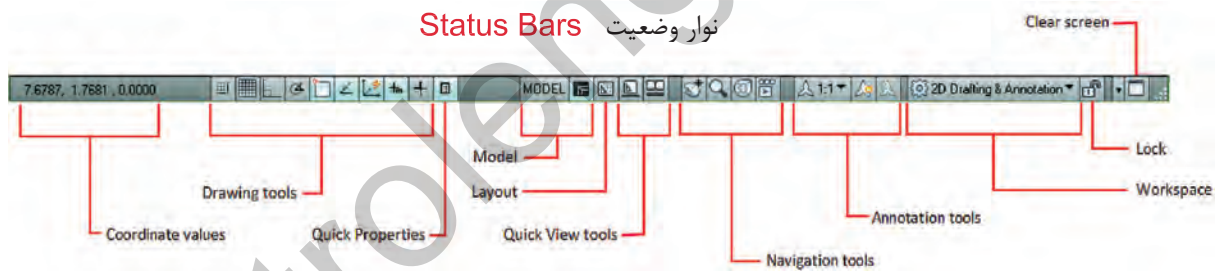 نوار وضعیت Status Bars
Clear screen
7.6787, 1.7681 , 0.0000
MODEL
1:1
2D Drafting & Annotation
Lock
Model
Workspace
Drawing tools
Layout
Annotation tools
Coordinate values
Quick Properties
Quick View tools
Navigation tools